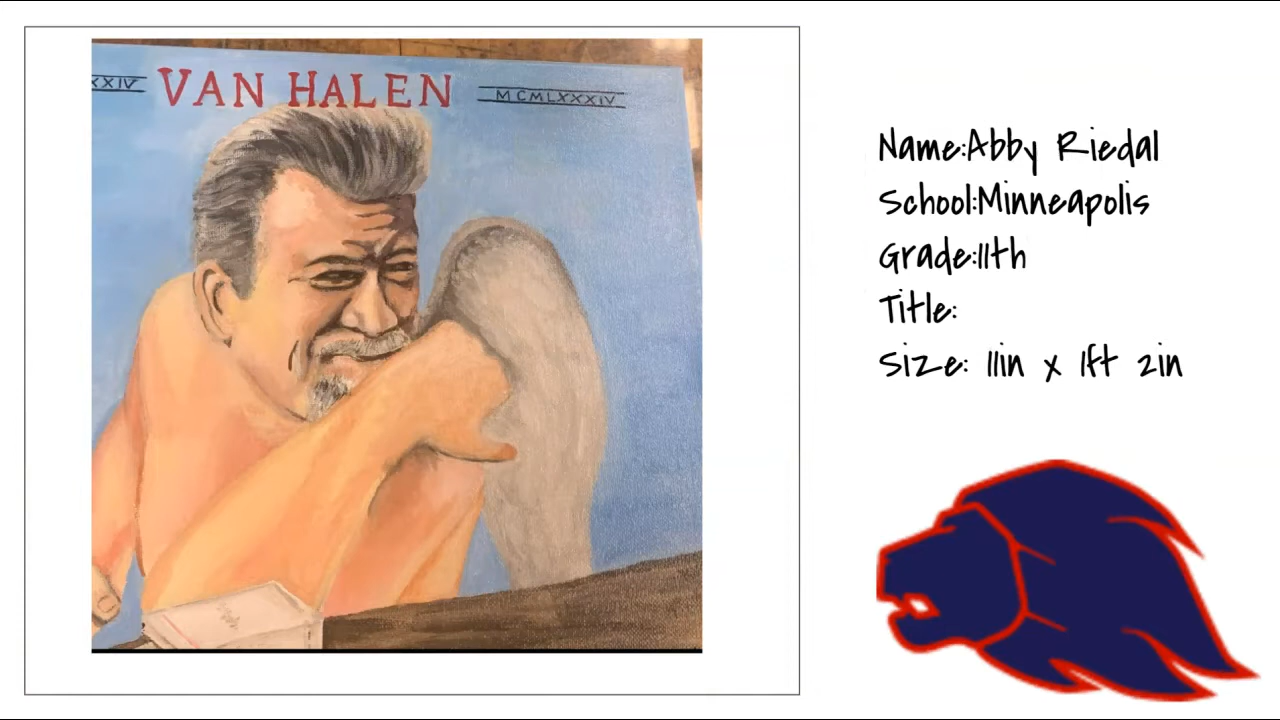 XXIV VAN HALEN MCMLXXXIV
Name:Abby Riedal
School:Minneapolis
Grade:11th
Title:
Size: 11in x 1ft 2in